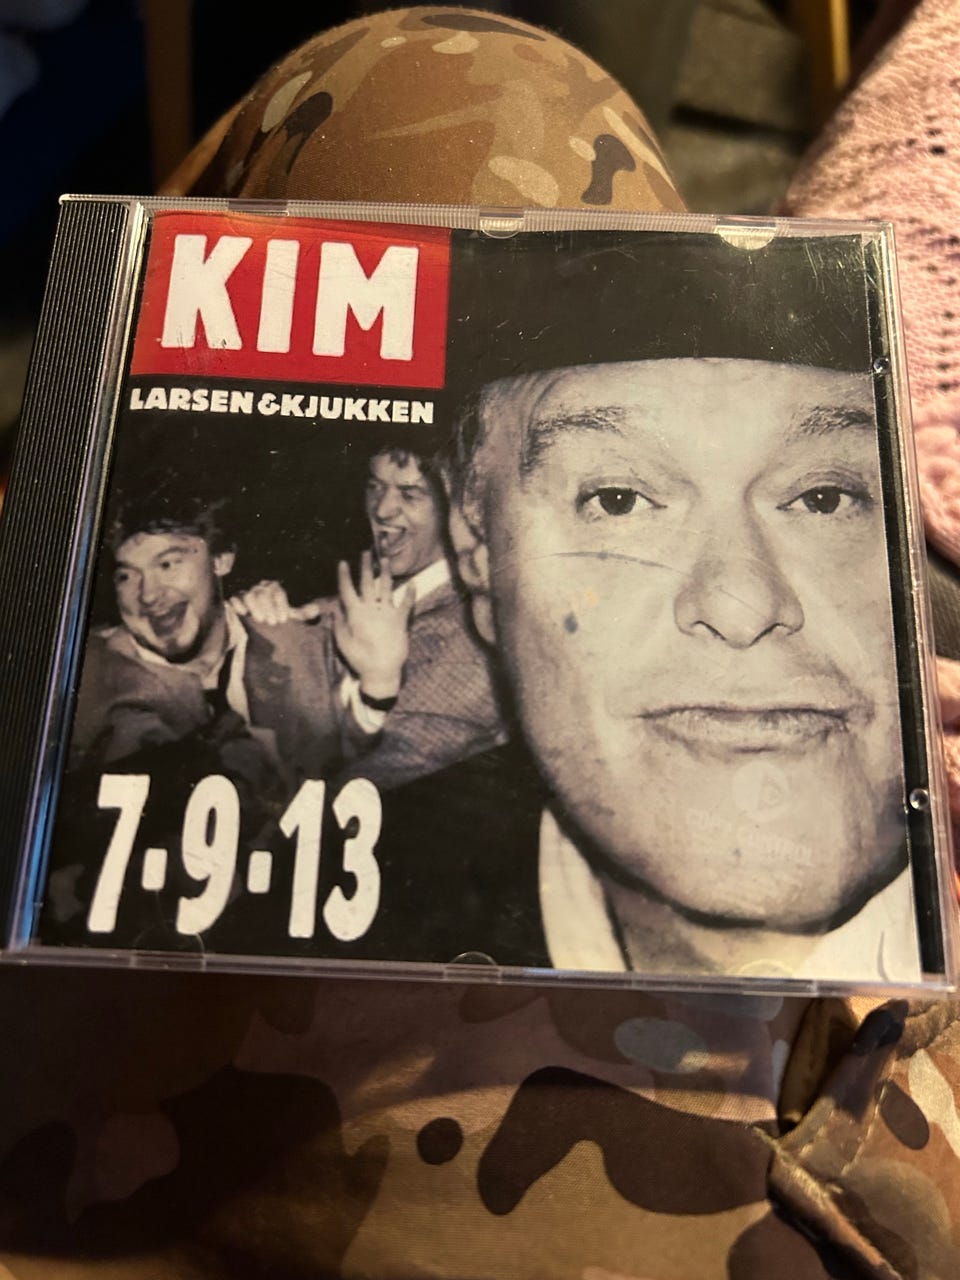 KIM
LARSEN & KJUKKEN
7-9-13